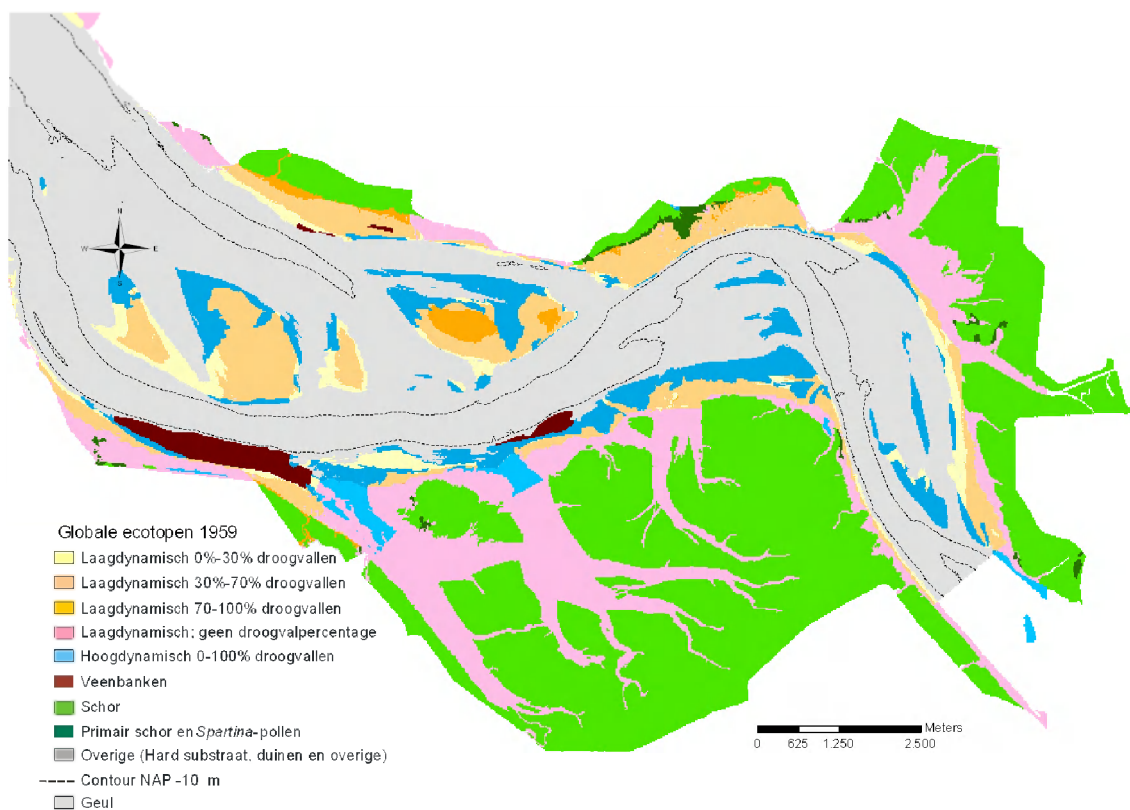 N
W E
S
Globale ecotopen 1959
Laagdynamisch 0%-30% droogvallen
Laagdynamisch 30%-70% droogvallen
Laagdynamisch 70-100% droogvallen
Laagdynamisch; geen droogvalpercentage
Hoogdynamisch 0-100% droogvallen
Veenbanken
Schor
Primair schor en Spartina-pollen
Overige (Hard substraat, duinen en overige)
Contour NAP -10 m
Geul
Meters
0 625 1.250 2.500